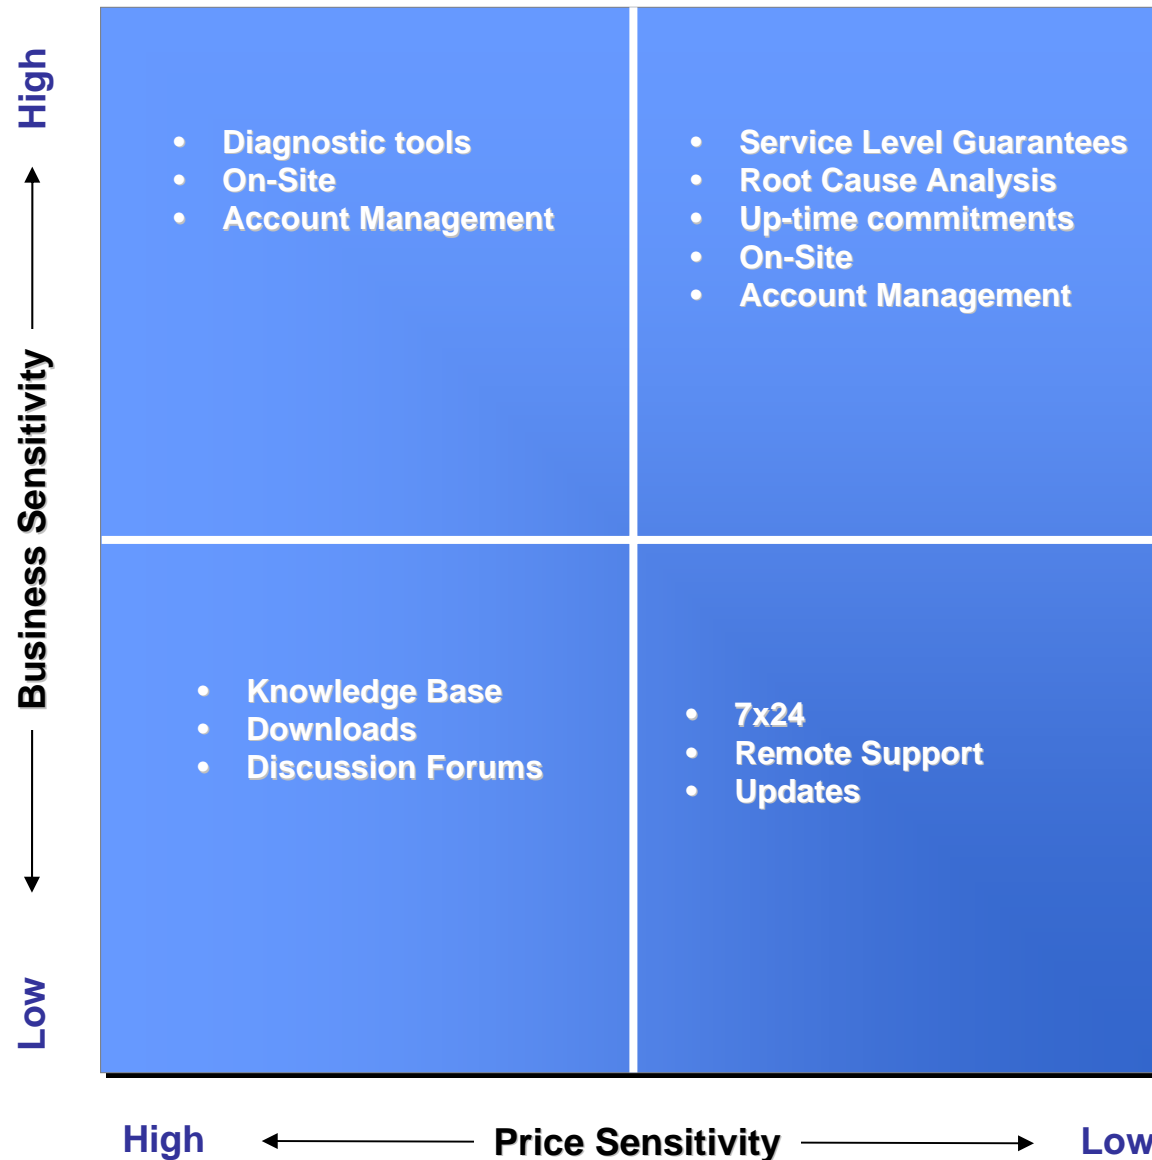 High
• Diagnostic tools
• On-Site
• Account Management
• Service Level Guarantees
• Root Cause Analysis
• Up-time commitments
• On-Site
• Account Management
Business Sensitivity
• Knowledge Base
• Downloads
• Discussion Forums
• 7x24
• Remote Support
• Updates
Low
High
Price Sensitivity
Low